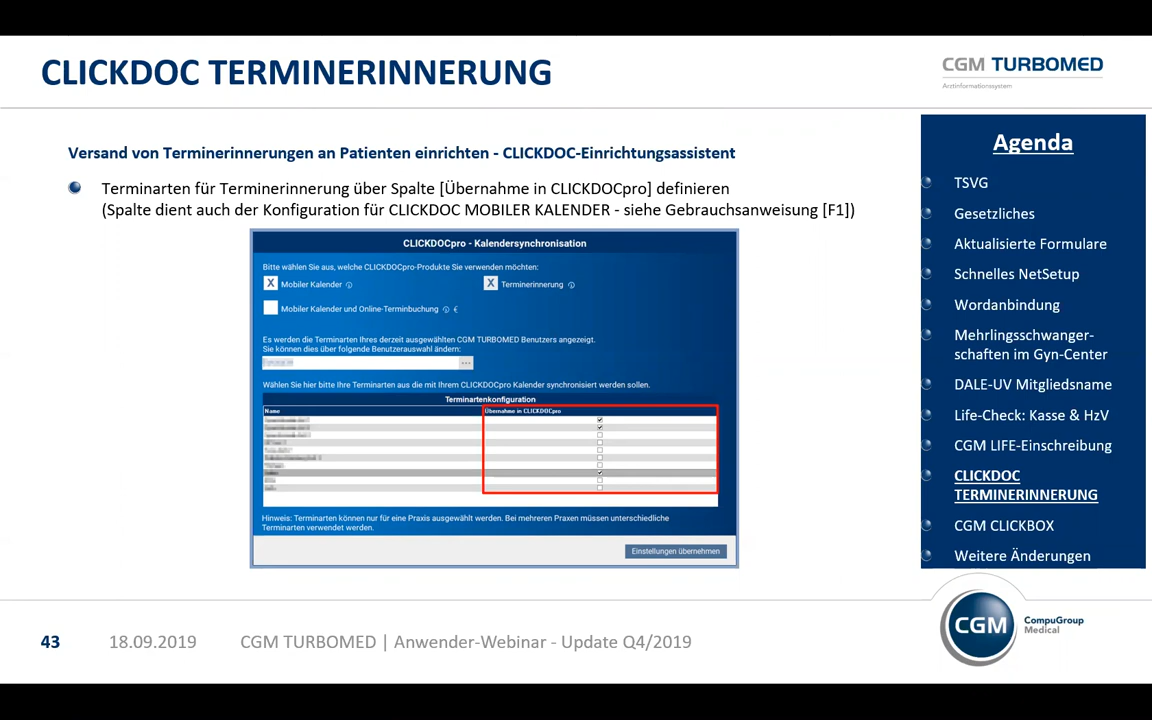 CLICKDOC TERMINERINNERUNG
CGM TURBOMED
Arztinformationssystem
Versand von Terminerinnerungen an Patienten einrichten - CLICKDOC-Einrichtungsassistent
Terminarten für Terminerinnerung über Spalte [Übernahme in CLICKDOCpro] definieren
(Spalte dient auch der Konfiguration für CLICKDOC MOBILER KALENDER - siehe Gebrauchsanweisung [F1])
CLICKDOCpro - Kalendersynchronisation
Bitte wählen Sie aus, welche CLICKDOCpro-Produkte Sie verwenden möchten:
X Mobiler Kalender
X Terminerinnerung
Mobiler Kalender und Online-Terminbuchung €
Es werden die Terminarten Ihres derzeit ausgewählten CGM TURBOMED Benutzers angezeigt.
Sie können dies über folgende Benutzerauswahl ändern:
...
Wählen Sie hier bitte Ihre Terminarten aus die mit Ihrem CLICKDOCpro Kalender synchronisiert werden sollen.
Terminartenkonfiguration
Name
Übernahme in CLICKDOCpro
Hinweis: Terminarten können nur für eine Praxis ausgewählt werden. Bei mehreren Praxen müssen unterschiedliche
Terminarten verwendet werden.
Einstellungen übernehmen
Agenda
TSVG
Gesetzliches
Aktualisierte Formulare
Schnelles NetSetup
Wordanbindung
Mehrlingsschwanger-
schaften im Gyn-Center
DALE-UV Mitgliedsname
Life-Check: Kasse & HzV
CGM LIFE-Einschreibung
CLICKDOC
TERMINERINNERUNG
CGM CLICKBOX
Weitere Änderungen
43
18.09.2019
CGM TURBOMED | Anwender-Webinar - Update Q4/2019
CGM
CompuGroup
Medical